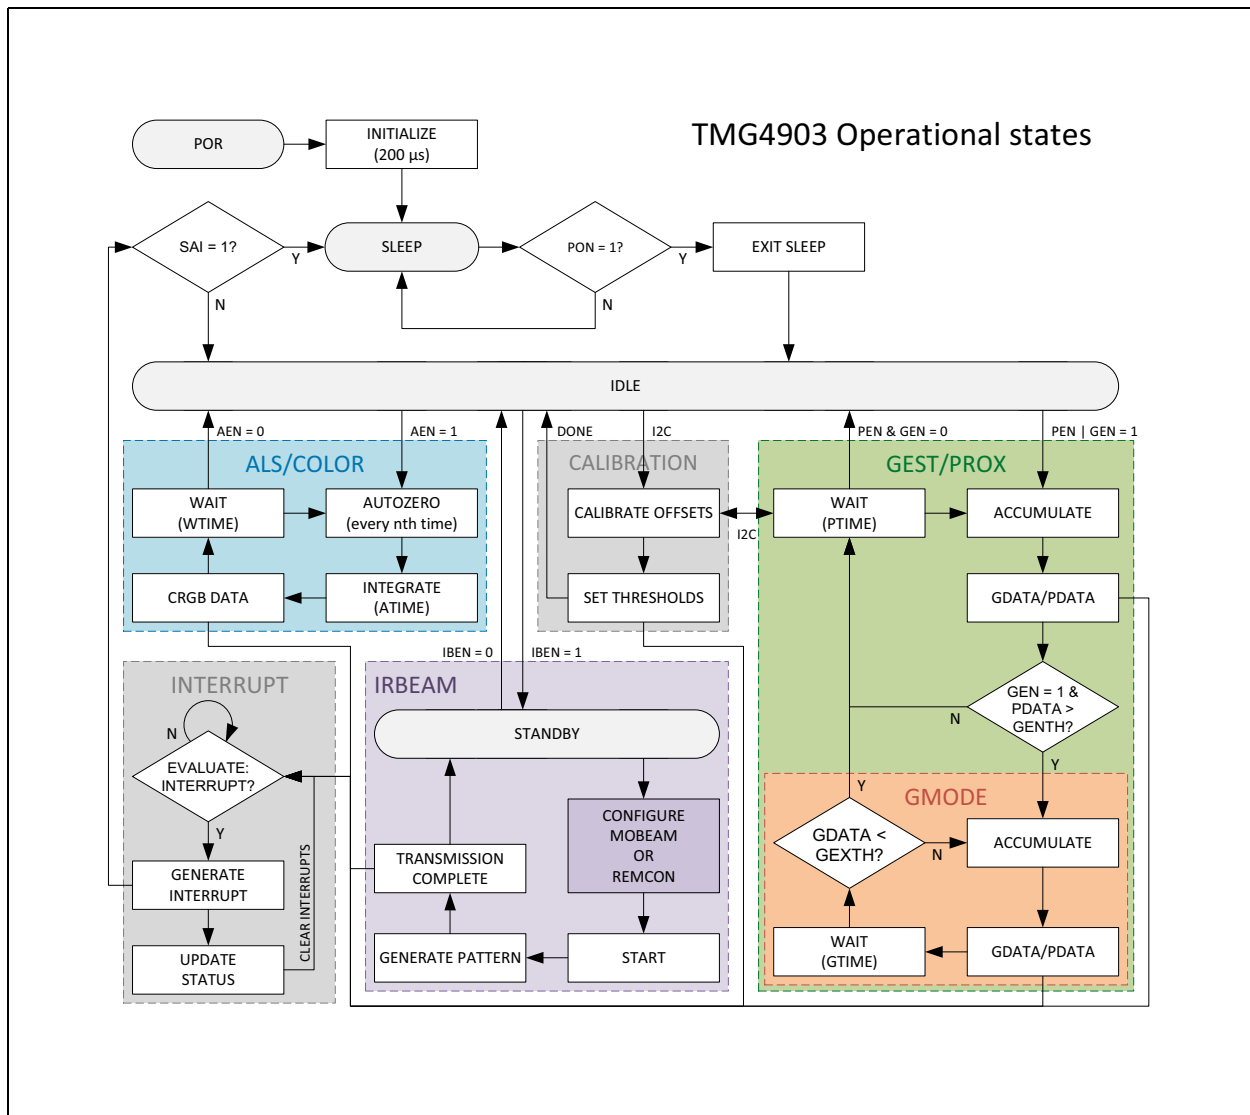 TMG4903 Operational states
POR
INITIALIZE
(200 µs)
SAI = 1?
Y
N
SLEEP
PON = 1?
Y
N
EXIT SLEEP
IDLE
AEN = 0
AEN = 1
DONE
I2C
PEN & GEN = 0
PEN | GEN = 1
ALS/COLOR
WAIT
(WTIME)
AUTOZERO
(every nth time)
CRGB DATA
INTEGRATE
(ATIME)
CALIBRATION
CALIBRATE OFFSETS
I2C
SET THRESHOLDS
GEST/PROX
WAIT
(PTIME)
ACCUMULATE
GDATA/PDATA
GEN = 1 &
PDATA >
GENTH?
N
Y
IBEN = 0
IBEN = 1
INTERRUPT
N
EVALUATE:
INTERRUPT?
Y
GENERATE
INTERRUPT
UPDATE
STATUS
CLEAR INTERRUPTS
IRBEAM
STANDBY
CONFIGURE
MOBEAM
OR
REMCON
TRANSMISSION
COMPLETE
GENERATE PATTERN
START
GMODE
Y
GDATA <
GEXTH?
N
ACCUMULATE
WAIT
(GTIME)
GDATA/PDATA